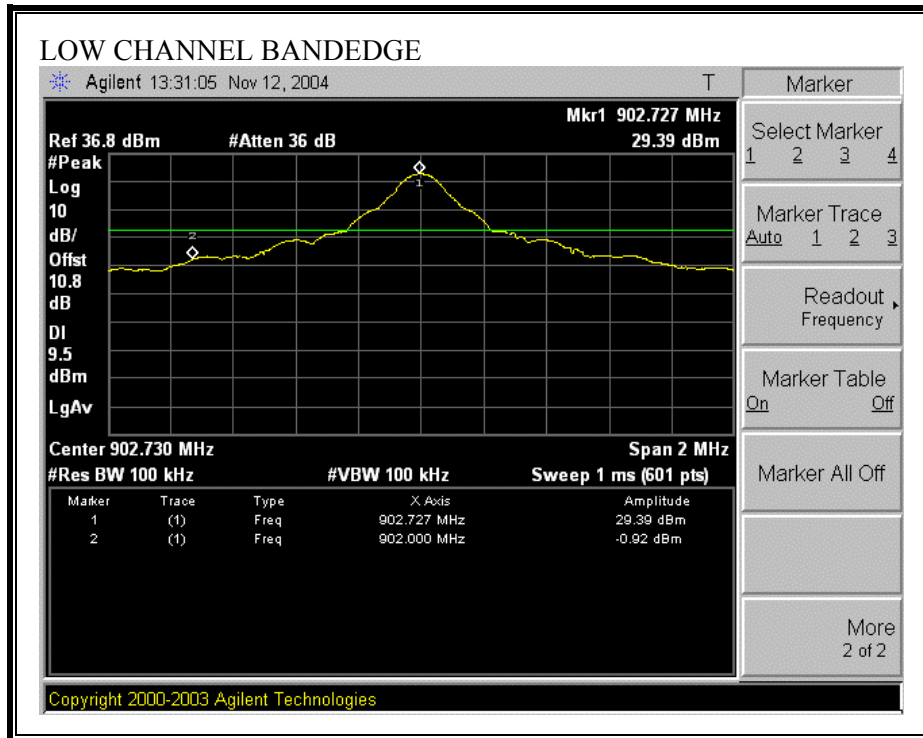 LOW CHANNEL BANDEDGE
Agilent 13:31:05 Nov 12, 2004 T
Mkr1 902.727 MHz
Ref 36.8 dBm #Atten 36 dB 29.39 dBm
#Peak
Log
10
dB/
Offst
10.8
dB
DI
9.5
dBm
LgAv
1
2
Center 902.730 MHz Span 2 MHz
#Res BW 100 kHz #VBW 100 kHz Sweep 1 ms (601 pts)
Marker Trace Type X Axis Amplitude
1 (1) Freq 902.727 MHz 29.39 dBm
2 (1) Freq 902.000 MHz -0.92 dBm
Copyright 2000-2003 Agilent Technologies
Marker
Select Marker
1 2 3 4
Marker Trace
Auto 1 2 3
Readout
Frequency
Marker Table
On Off
Marker All Off
More
2 of 2